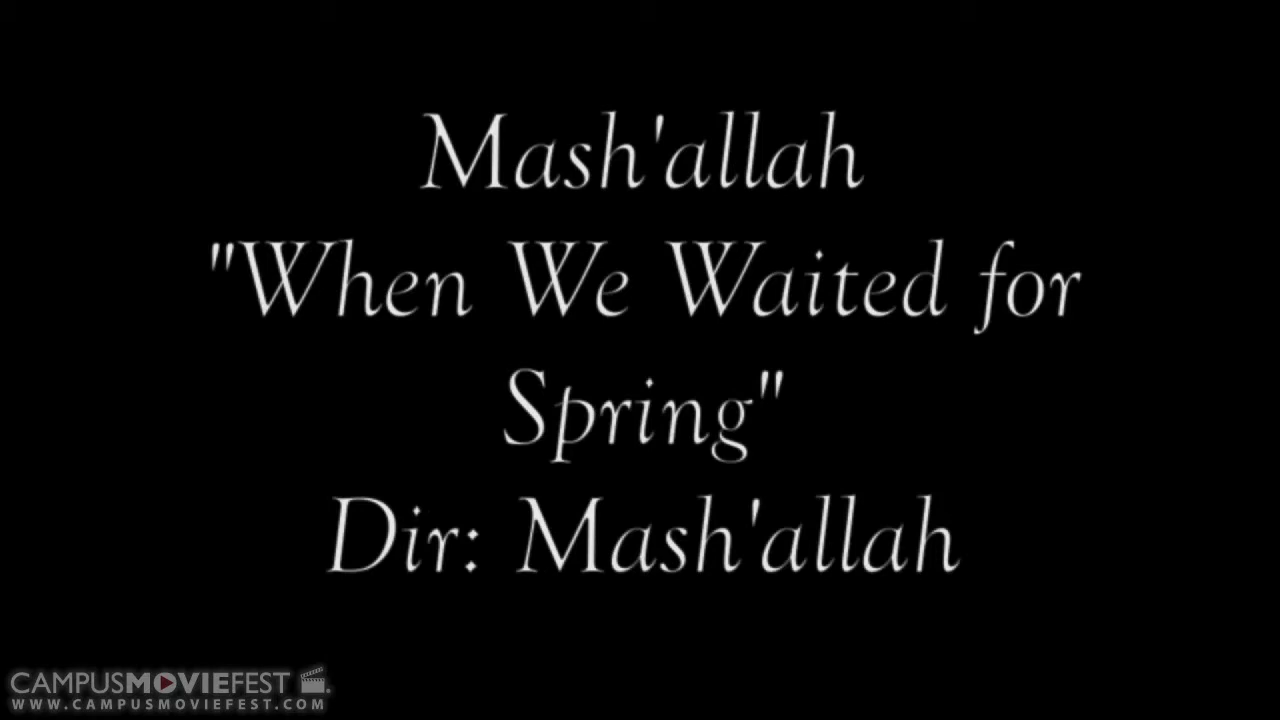 Mash'allah
"When We Waited for
Spring"
Dir: Mash'allah
CAMPUSMOVIEFEST
WWW.CAMPUSMOVIEFEST.COM